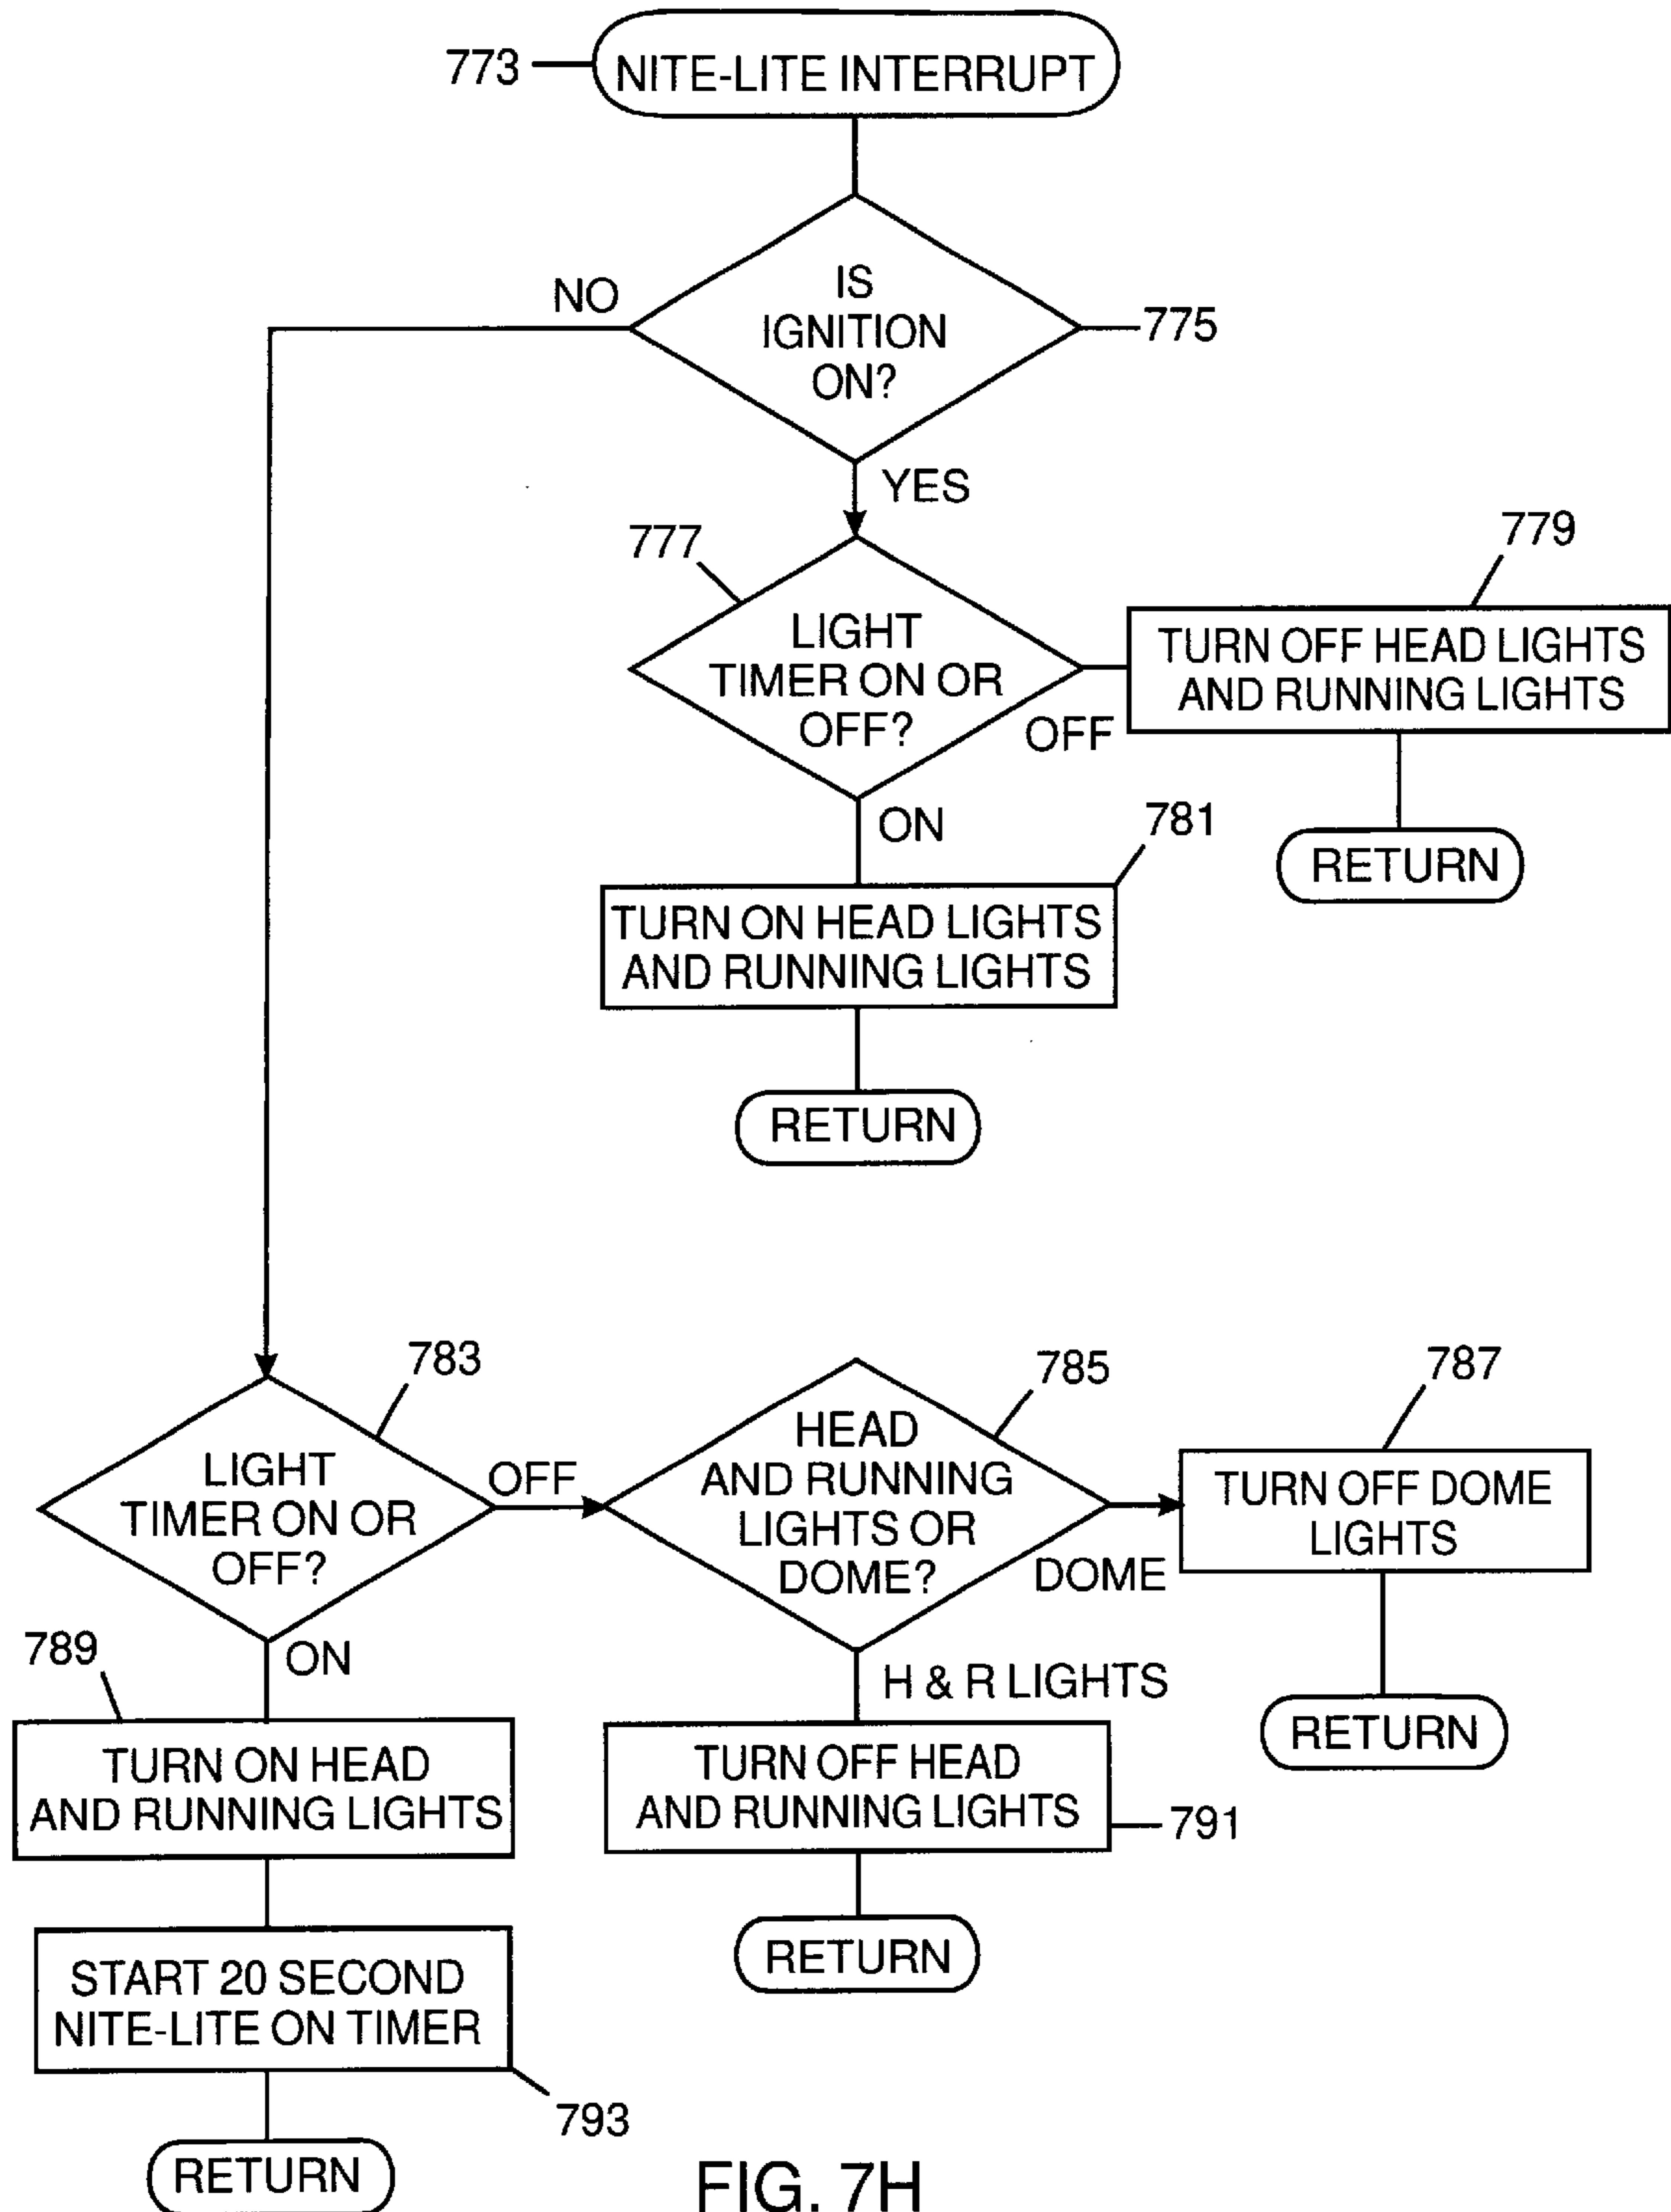 773
NITE-LITE INTERRUPT
IS
IGNITION
ON?
NO
775
YES
777
LIGHT
TIMER ON OR
OFF?
OFF
779
TURN OFF HEAD LIGHTS
AND RUNNING LIGHTS
RETURN
ON
781
TURN ON HEAD LIGHTS
AND RUNNING LIGHTS
RETURN
783
LIGHT
TIMER ON OR
OFF?
OFF
785
HEAD
AND RUNNING
LIGHTS OR
DOME?
DOME
787
TURN OFF DOME
LIGHTS
RETURN
ON
789
TURN ON HEAD
AND RUNNING LIGHTS
H & R LIGHTS
TURN OFF HEAD
AND RUNNING LIGHTS
791
RETURN
START 20 SECOND
NITE-LITE ON TIMER
793
RETURN
FIG. 7H